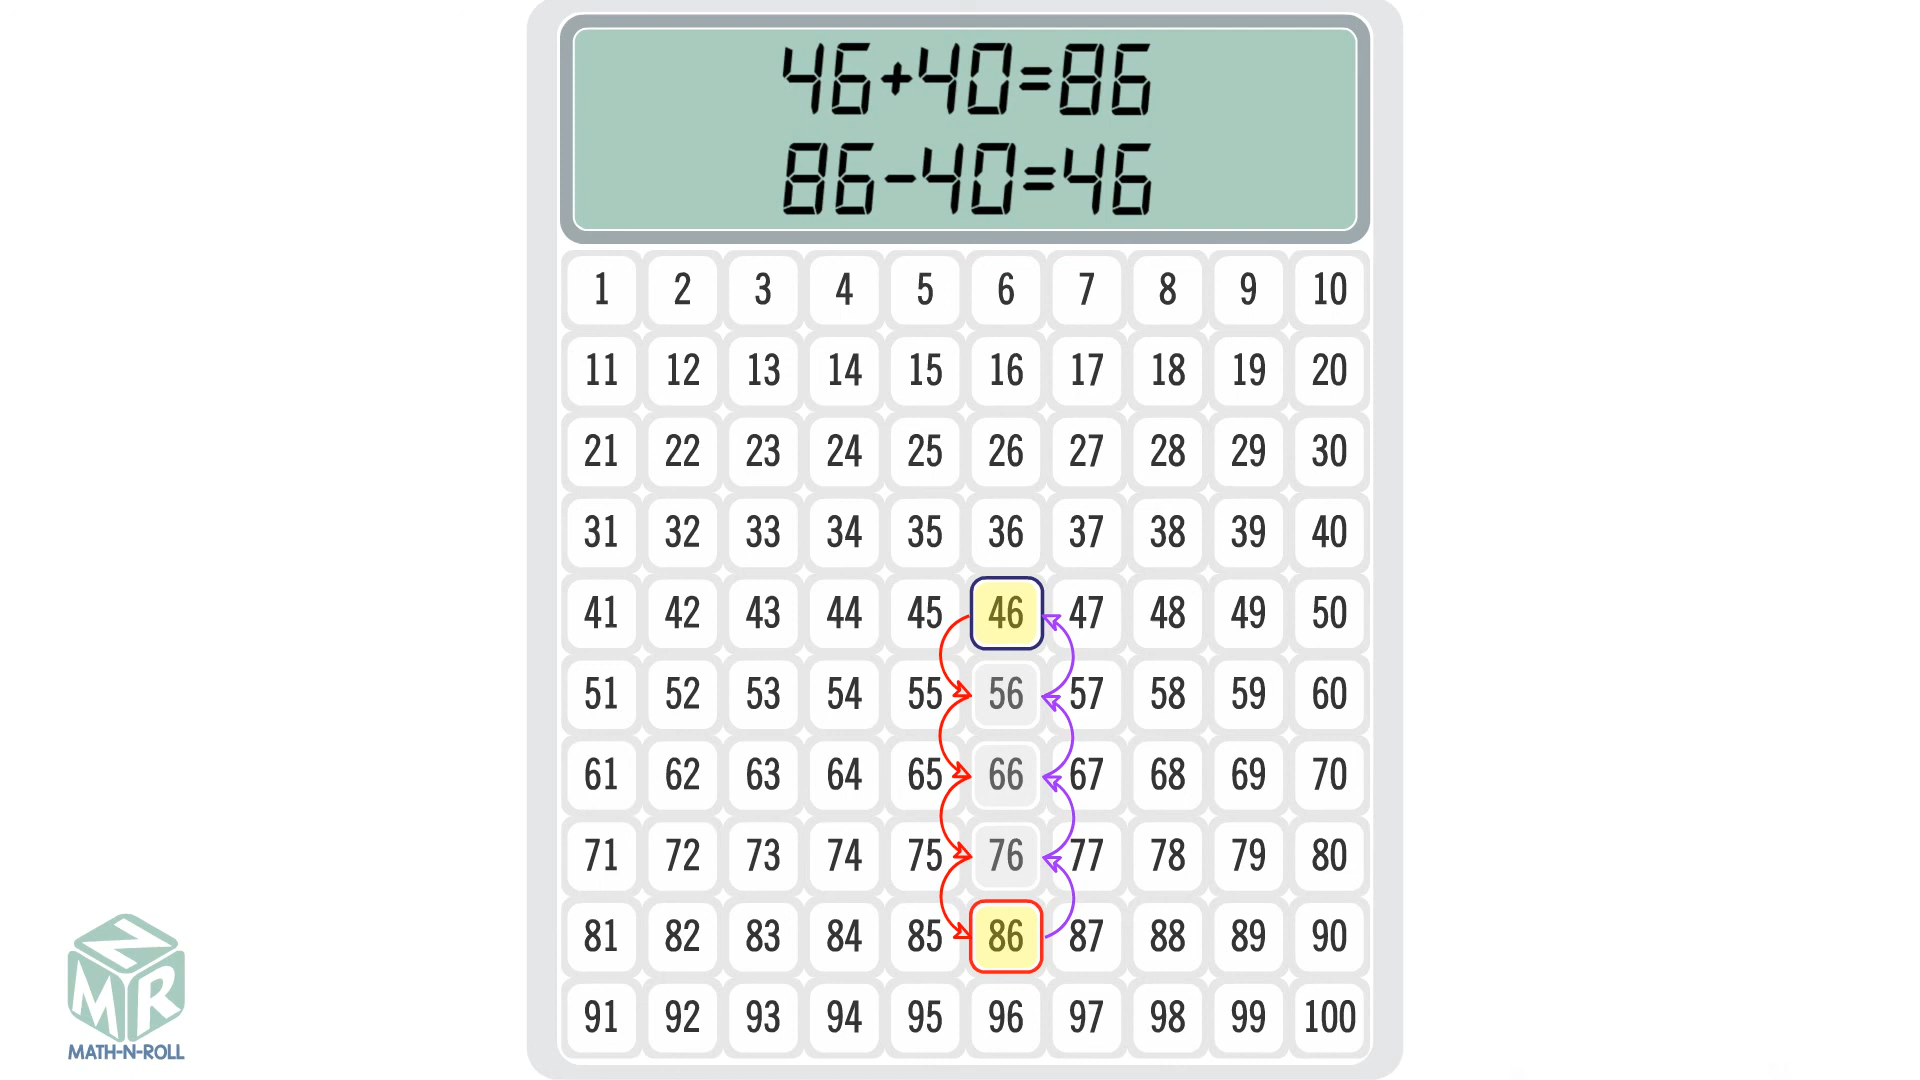 46+40=86
86-40=46
1 2 3 4 5 6 7 8 9 10
11 12 13 14 15 16 17 18 19 20
21 22 23 24 25 26 27 28 29 30
31 32 33 34 35 36 37 38 39 40
41 42 43 44 45 46 47 48 49 50
51 52 53 54 55 56 57 58 59 60
61 62 63 64 65 66 67 68 69 70
71 72 73 74 75 76 77 78 79 80
81 82 83 84 85 86 87 88 89 90
91 92 93 94 95 96 97 98 99 100
N
M R
MATH-N-ROLL